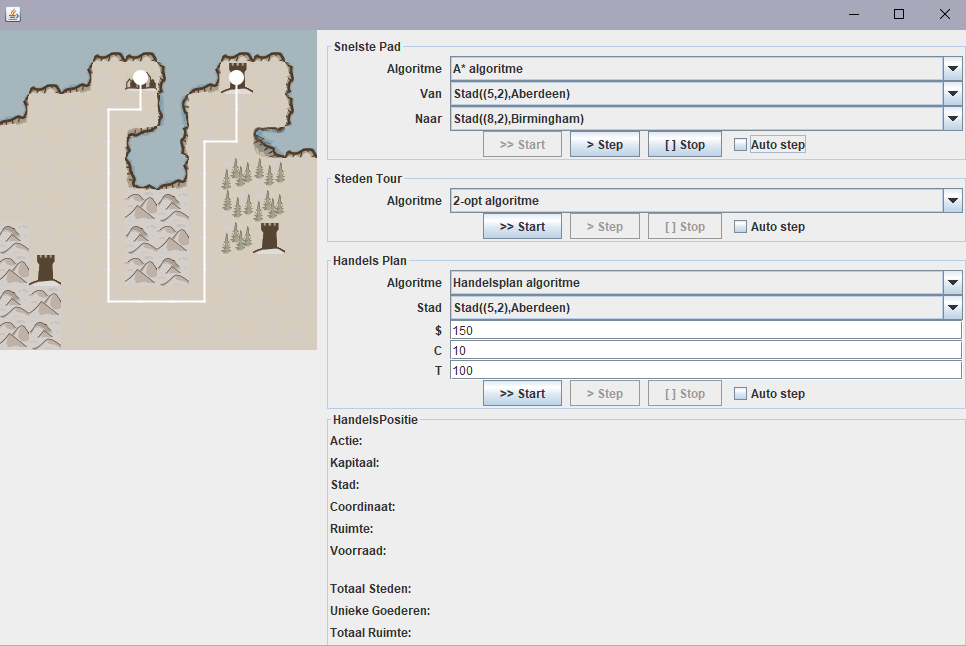 Snelste Pad
Algoritme A* algoritme
Van Stad((5,2),Aberdeen)
Naar Stad((8,2),Birmingham)
>> Start > Step [ ] Stop Auto step
Steden Tour
Algoritme 2-opt algoritme
>> Start > Step [ ] Stop Auto step
Handels Plan
Algoritme Handelsplan algoritme
Stad Stad((5,2),Aberdeen)
$ 150
C 10
T 100
>> Start > Step [ ] Stop Auto step
HandelsPositie
Actie:
Kapitaal:
Stad:
Coordinaat:
Ruimte:
Voorraad:
Totaal Steden:
Unieke Goederen:
Totaal Ruimte: